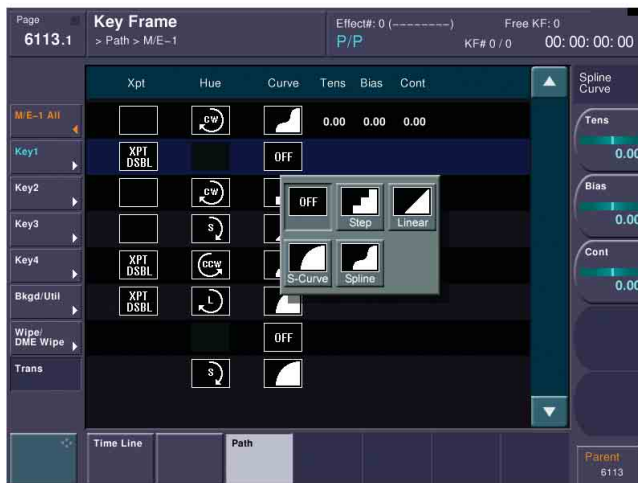 Page
6113.1
Key Frame
> Path > M/E-1
Effect#: 0 (--------)
Free KF: 0
P/P
KF# 0 / 0
00: 00: 00: 00
Xpt Hue Curve Tens Bias Cont
Spline
Curve
M/E-1 All
CW
0.00 0.00 0.00
Tens
0.00
Key1
XPT
DSBL
OFF
Key2
CW
Bias
0.00
Key3
S
Key4
XPT
DSBL
CCW
Cont
0.00
Bkgd/Util
XPT
DSBL
L
OFF
Step
Linear
S-Curve
Spline
Wipe/
DME Wipe
OFF
Trans
S
Time Line
Path
Parent
6113